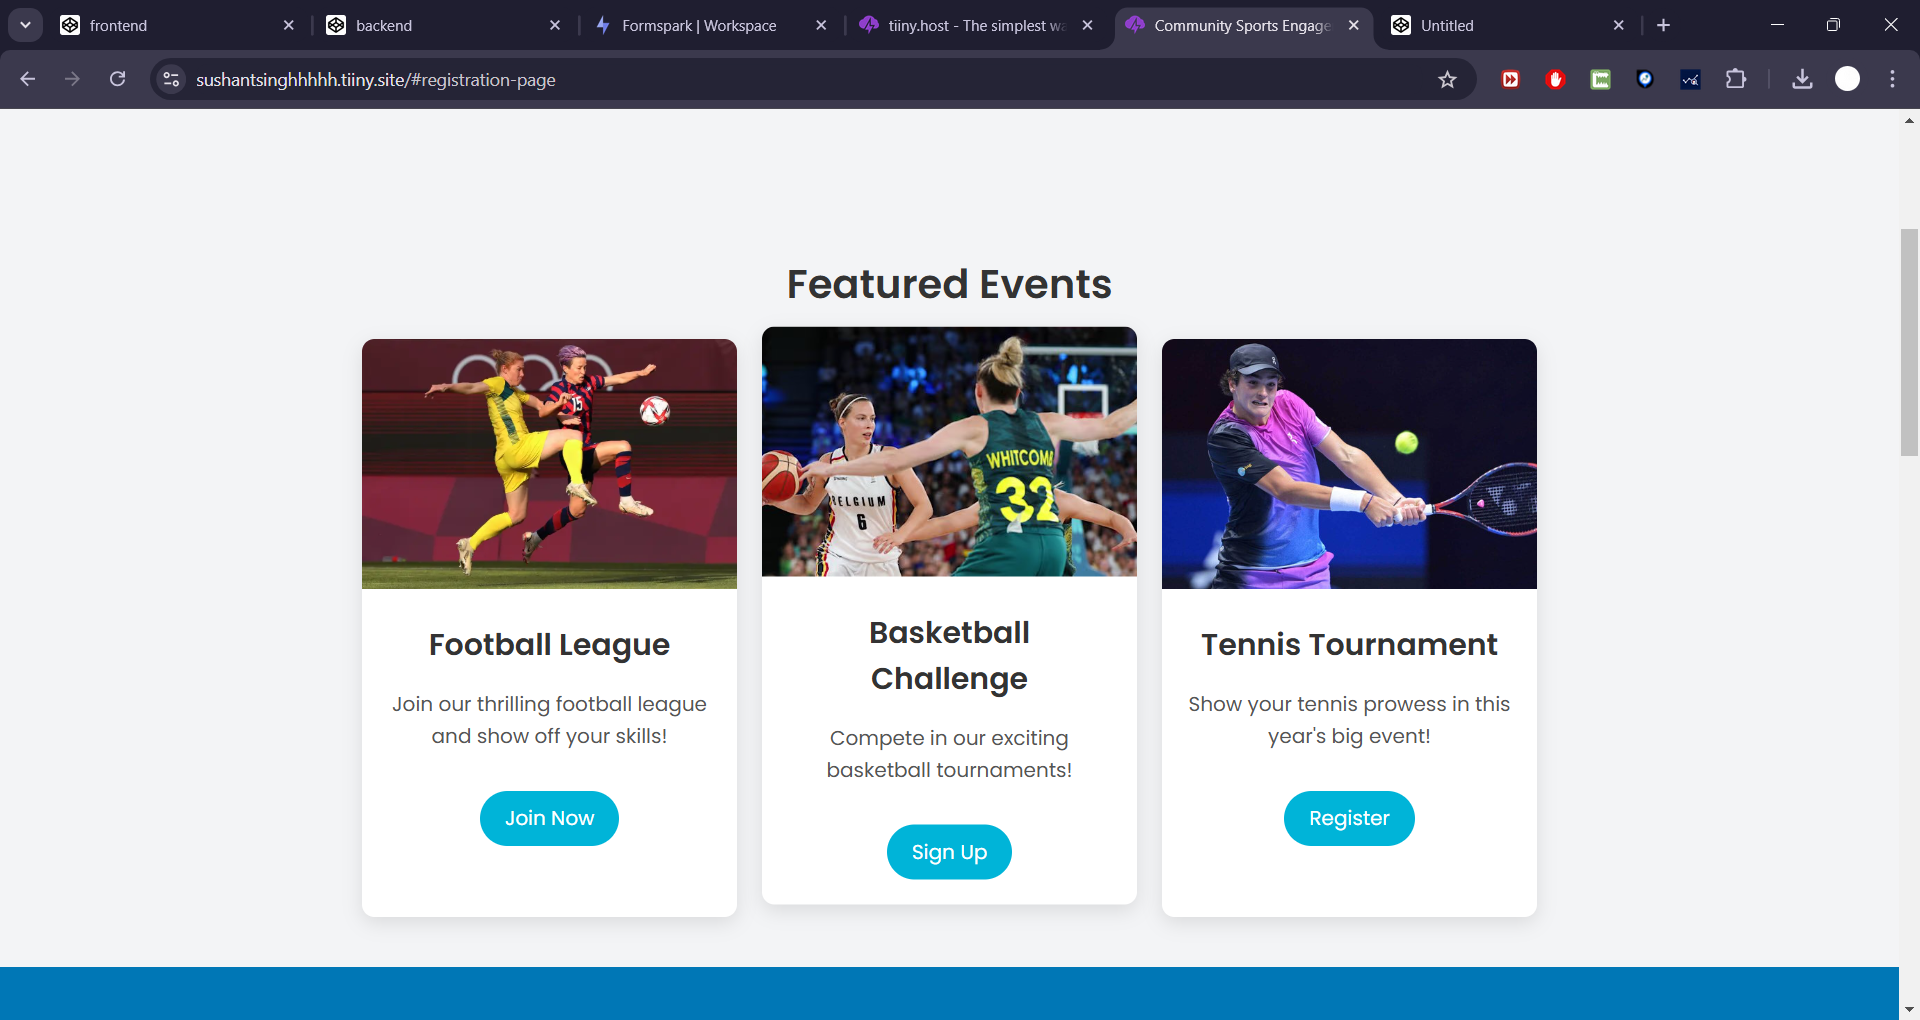 frontend
backend
Formspark | Workspace
tiiny.host - The simplest wa
Community Sports Engage
Untitled
sushantsinghhhhh.tiiny.site/#registration-page
Featured Events
15
WHITCOMB
32
BELGIUM
6
Football League
Join our thrilling football league
and show off your skills!
Join Now
Basketball
Challenge
Compete in our exciting
basketball tournaments!
Sign Up
Tennis Tournament
Show your tennis prowess in this
year's big event!
Register